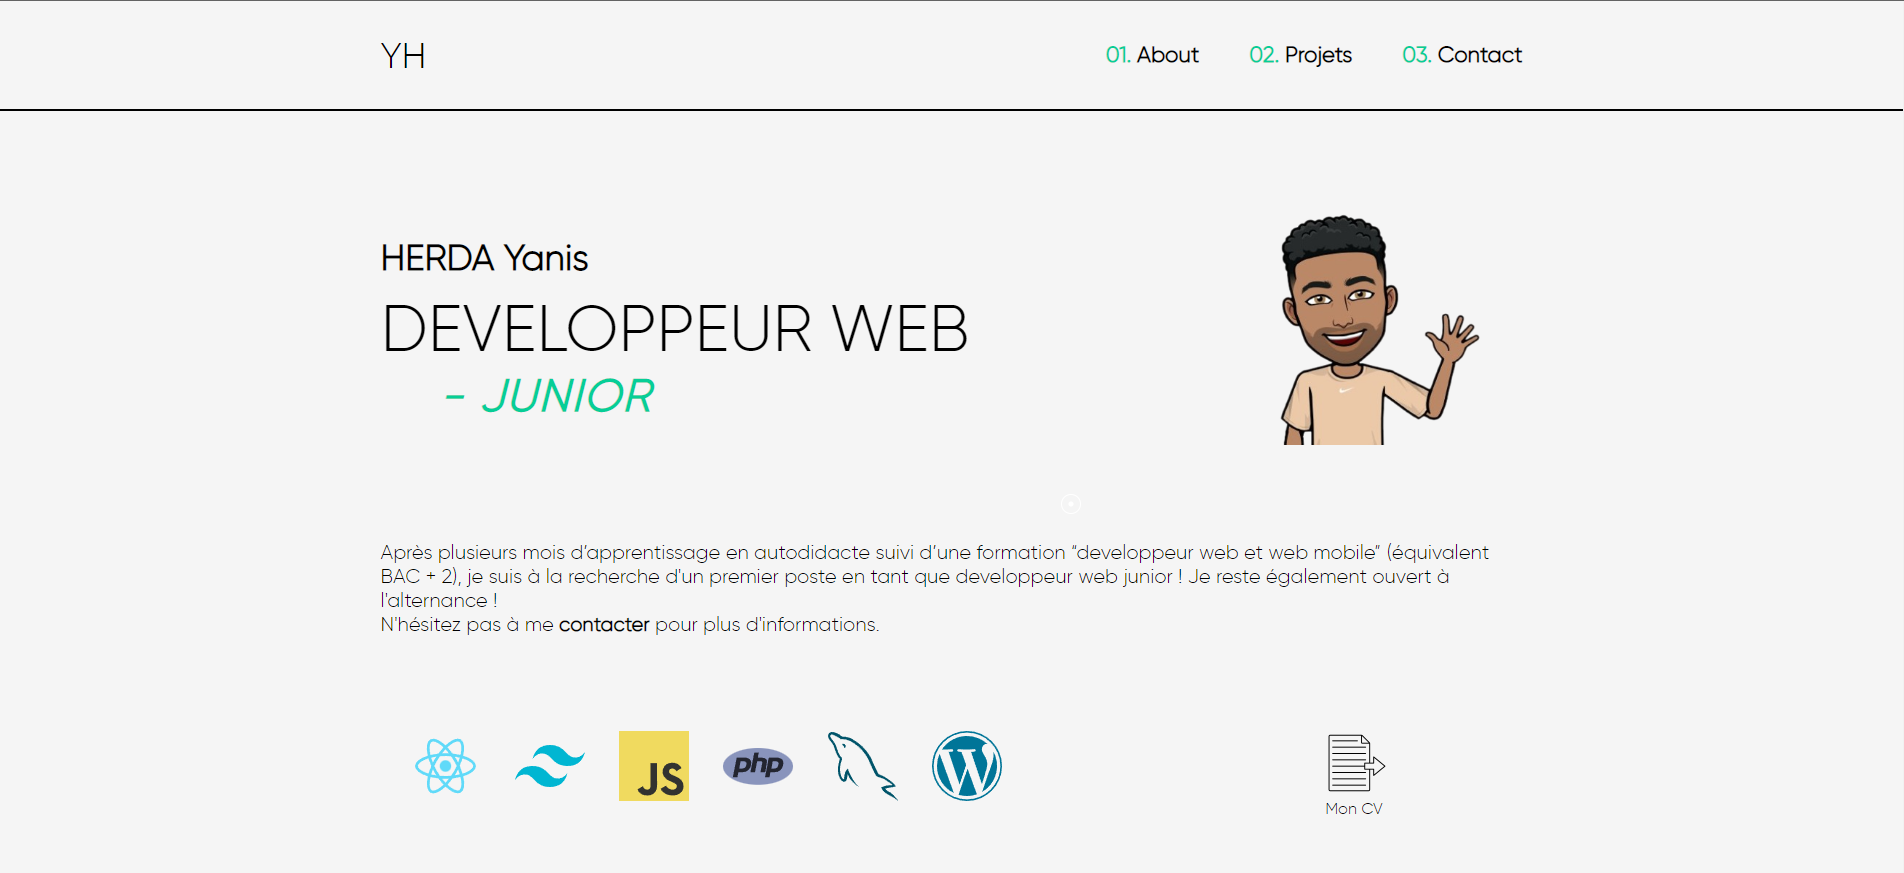 YH
01. About 02. Projets 03. Contact
HERDA Yanis
DEVELOPPEUR WEB
- JUNIOR
Après plusieurs mois d’apprentissage en autodidacte suivi d’une formation “developpeur web et web mobile” (équivalent
BAC + 2), je suis à la recherche d'un premier poste en tant que developpeur web junior ! Je reste également ouvert à
l'alternance !
N'hésitez pas à me contacter pour plus d'informations.
JS
php
W
Mon CV